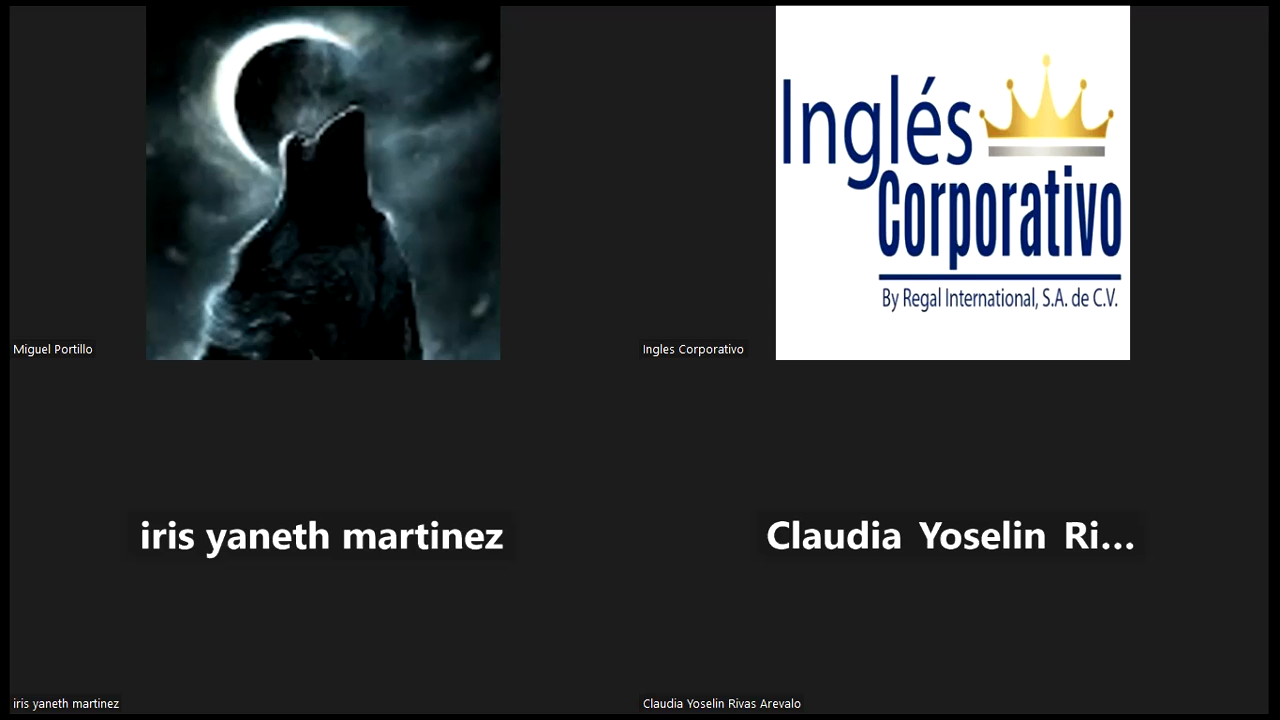 Inglés
Corporativo
By Regal International, S.A. de C.V.
Miguel Portillo
Ingles Corporativo
iris yaneth martinez
Claudia Yoselin Ri...
iris yaneth martinez
Claudia Yoselin Rivas Arevalo